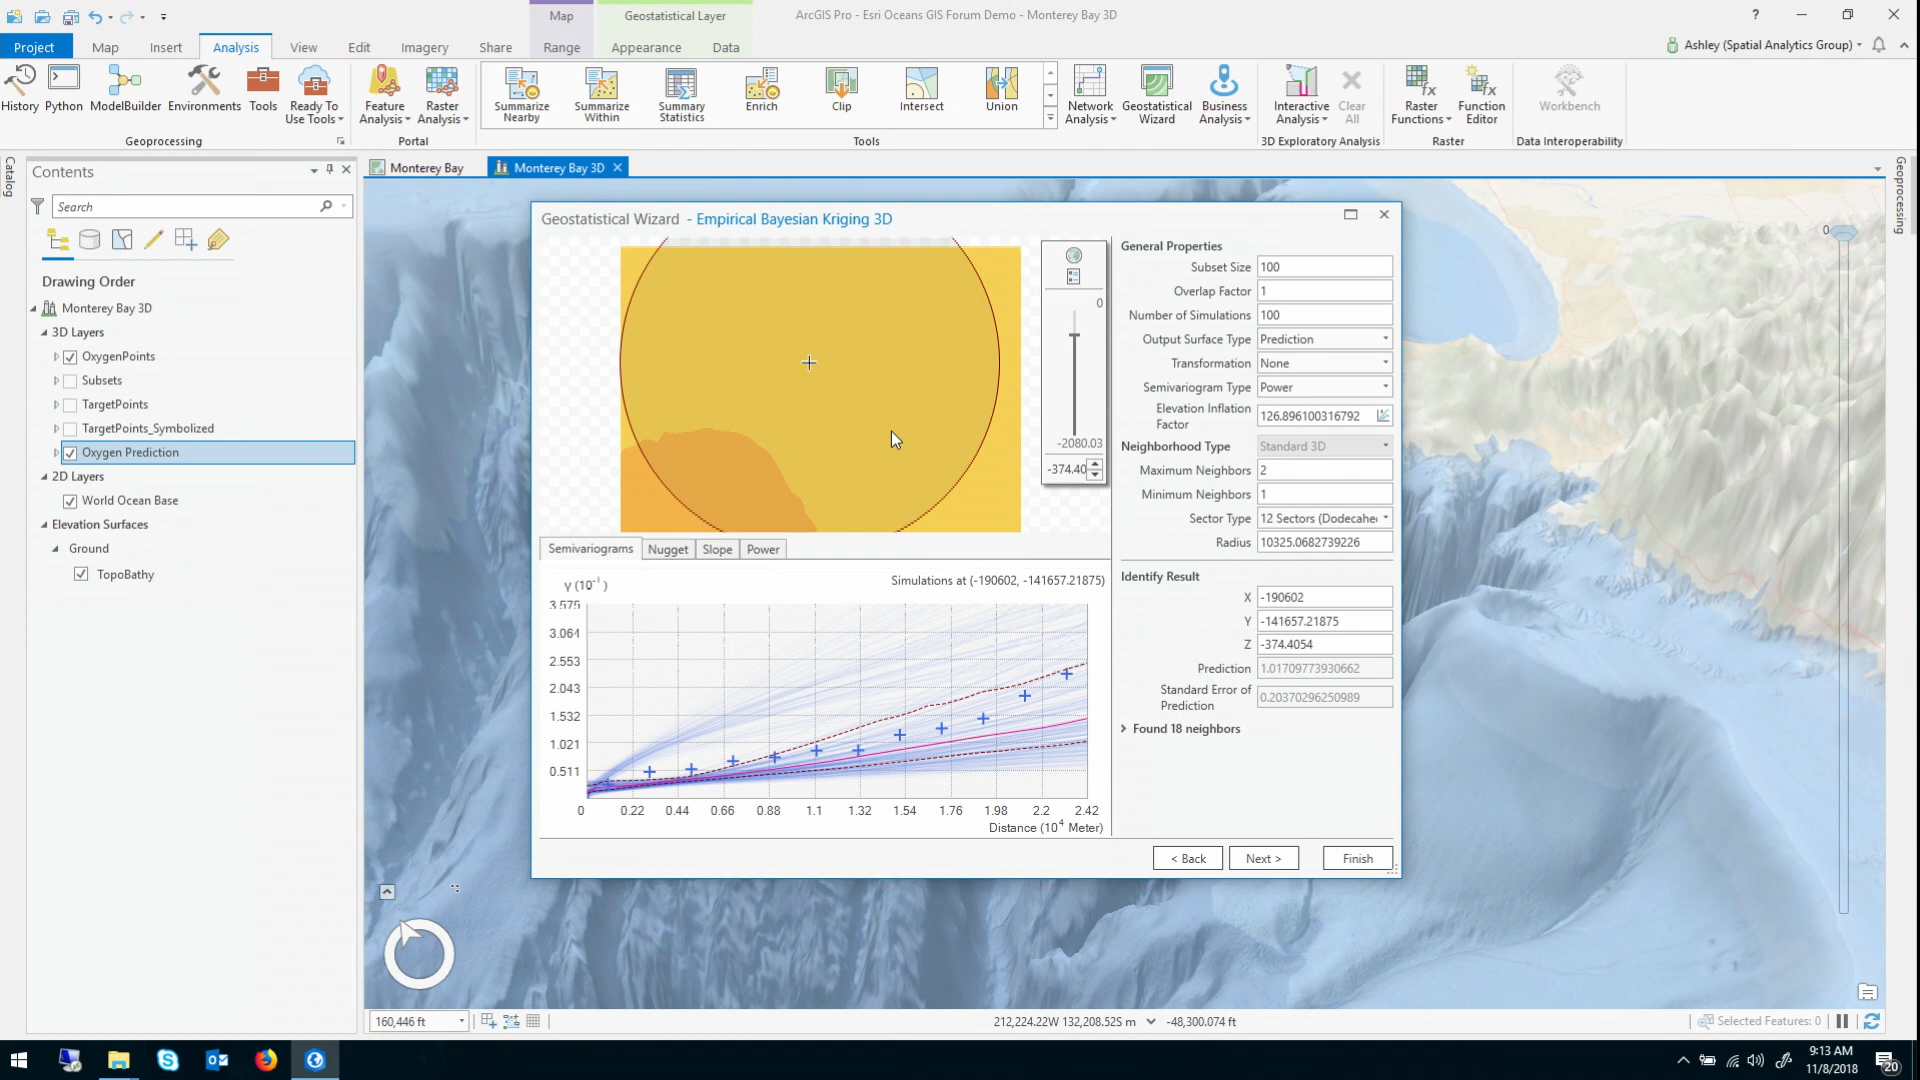 Map
Geostatistical Layer
ArcGIS Pro - Esri Oceans GIS Forum Demo - Monterey Bay 3D
?
Project
Map
Insert
Analysis
View
Edit
Imagery
Share
Range
Appearance
Data
Ashley (Spatial Analytics Group)
History
Python
ModelBuilder
Environments
Tools
Ready To
Use Tools
Geoprocessing
Feature
Analysis
Raster
Analysis
Portal
Summarize
Nearby
Summarize
Within
Summary
Statistics
Enrich
Clip
Intersect
Union
Tools
Network
Analysis
Geostatistical
Wizard
Business
Analysis
Interactive
Analysis
Clear
All
3D Exploratory Analysis
Raster
Functions
Function
Editor
Raster
Workbench
Data Interoperability
Catalog
Contents
Search
Drawing Order
Monterey Bay 3D
3D Layers
OxygenPoints
Subsets
TargetPoints
TargetPoints_Symbolized
Oxygen Prediction
2D Layers
World Ocean Base
Elevation Surfaces
Ground
TopoBathy
Monterey Bay
Monterey Bay 3D
Geoprocessing
0
Geostatistical Wizard - Empirical Bayesian Kriging 3D
0
-2080.03
-374.40
General Properties
Subset Size 100
Overlap Factor 1
Number of Simulations 100
Output Surface Type Prediction
Transformation None
Semivariogram Type Power
Elevation Inflation
Factor 126.896100316792
Neighborhood Type Standard 3D
Maximum Neighbors 2
Minimum Neighbors 1
Sector Type 12 Sectors (Dodecahe
Radius 10325.0682739226
Identify Result
X -190602
Y -141657.21875
Z -374.4054
Prediction 1.01709773930662
Standard Error of
Prediction 0.20370296250989
Found 18 neighbors
Semivariograms
Nugget
Slope
Power
γ (10⁻¹)
Simulations at (-190602, -141657.21875)
3.575
3.064
2.553
2.043
1.532
1.021
0.511
0 0.22 0.44 0.66 0.88 1.1 1.32 1.54 1.76 1.98 2.2 2.42
Distance (10⁴ Meter)
< Back
Next >
Finish
160,446 ft
212,224.22W 132,208.52S m
-48,300.074 ft
Selected Features: 0
9:13 AM
11/8/2018
20